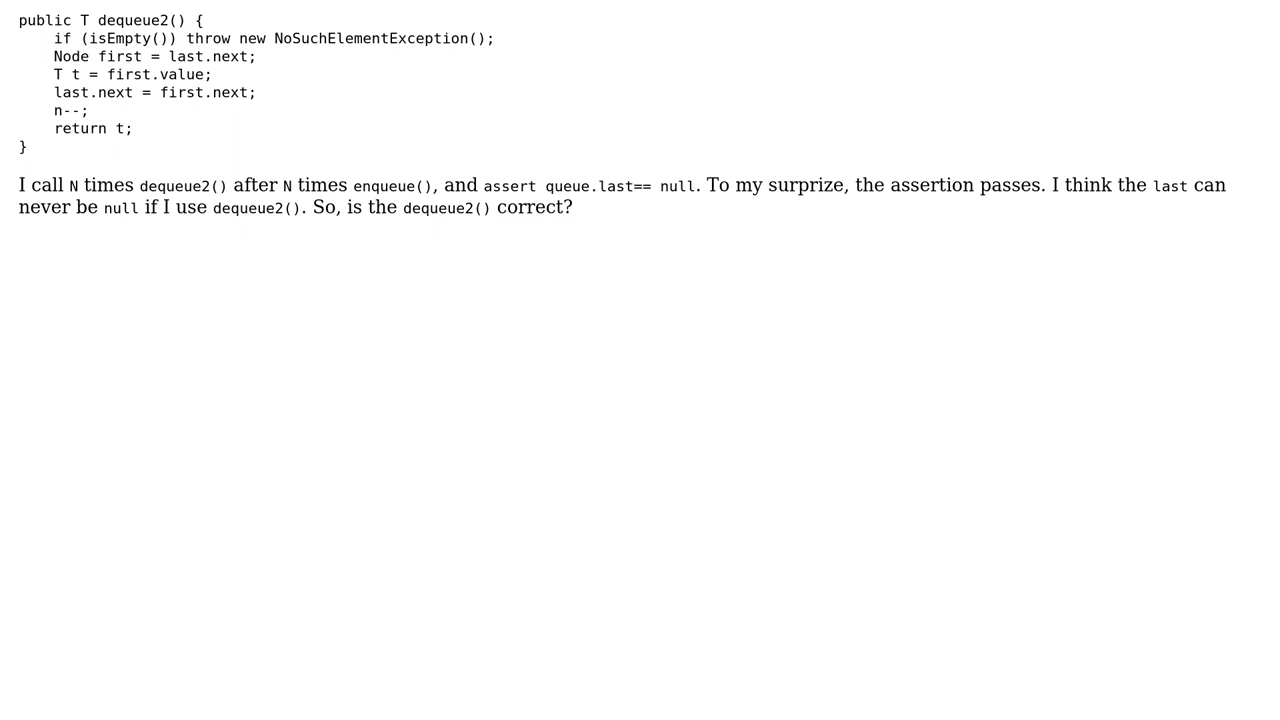 public T dequeue2() {
    if (isEmpty()) throw new NoSuchElementException();
    Node first = last.next;
    T t = first.value;
    last.next = first.next;
    n--;
    return t;
}
I call N times dequeue2() after N times enqueue(), and assert queue.last== null. To my surprize, the assertion passes. I think the last can
never be null if I use dequeue2(). So, is the dequeue2() correct?